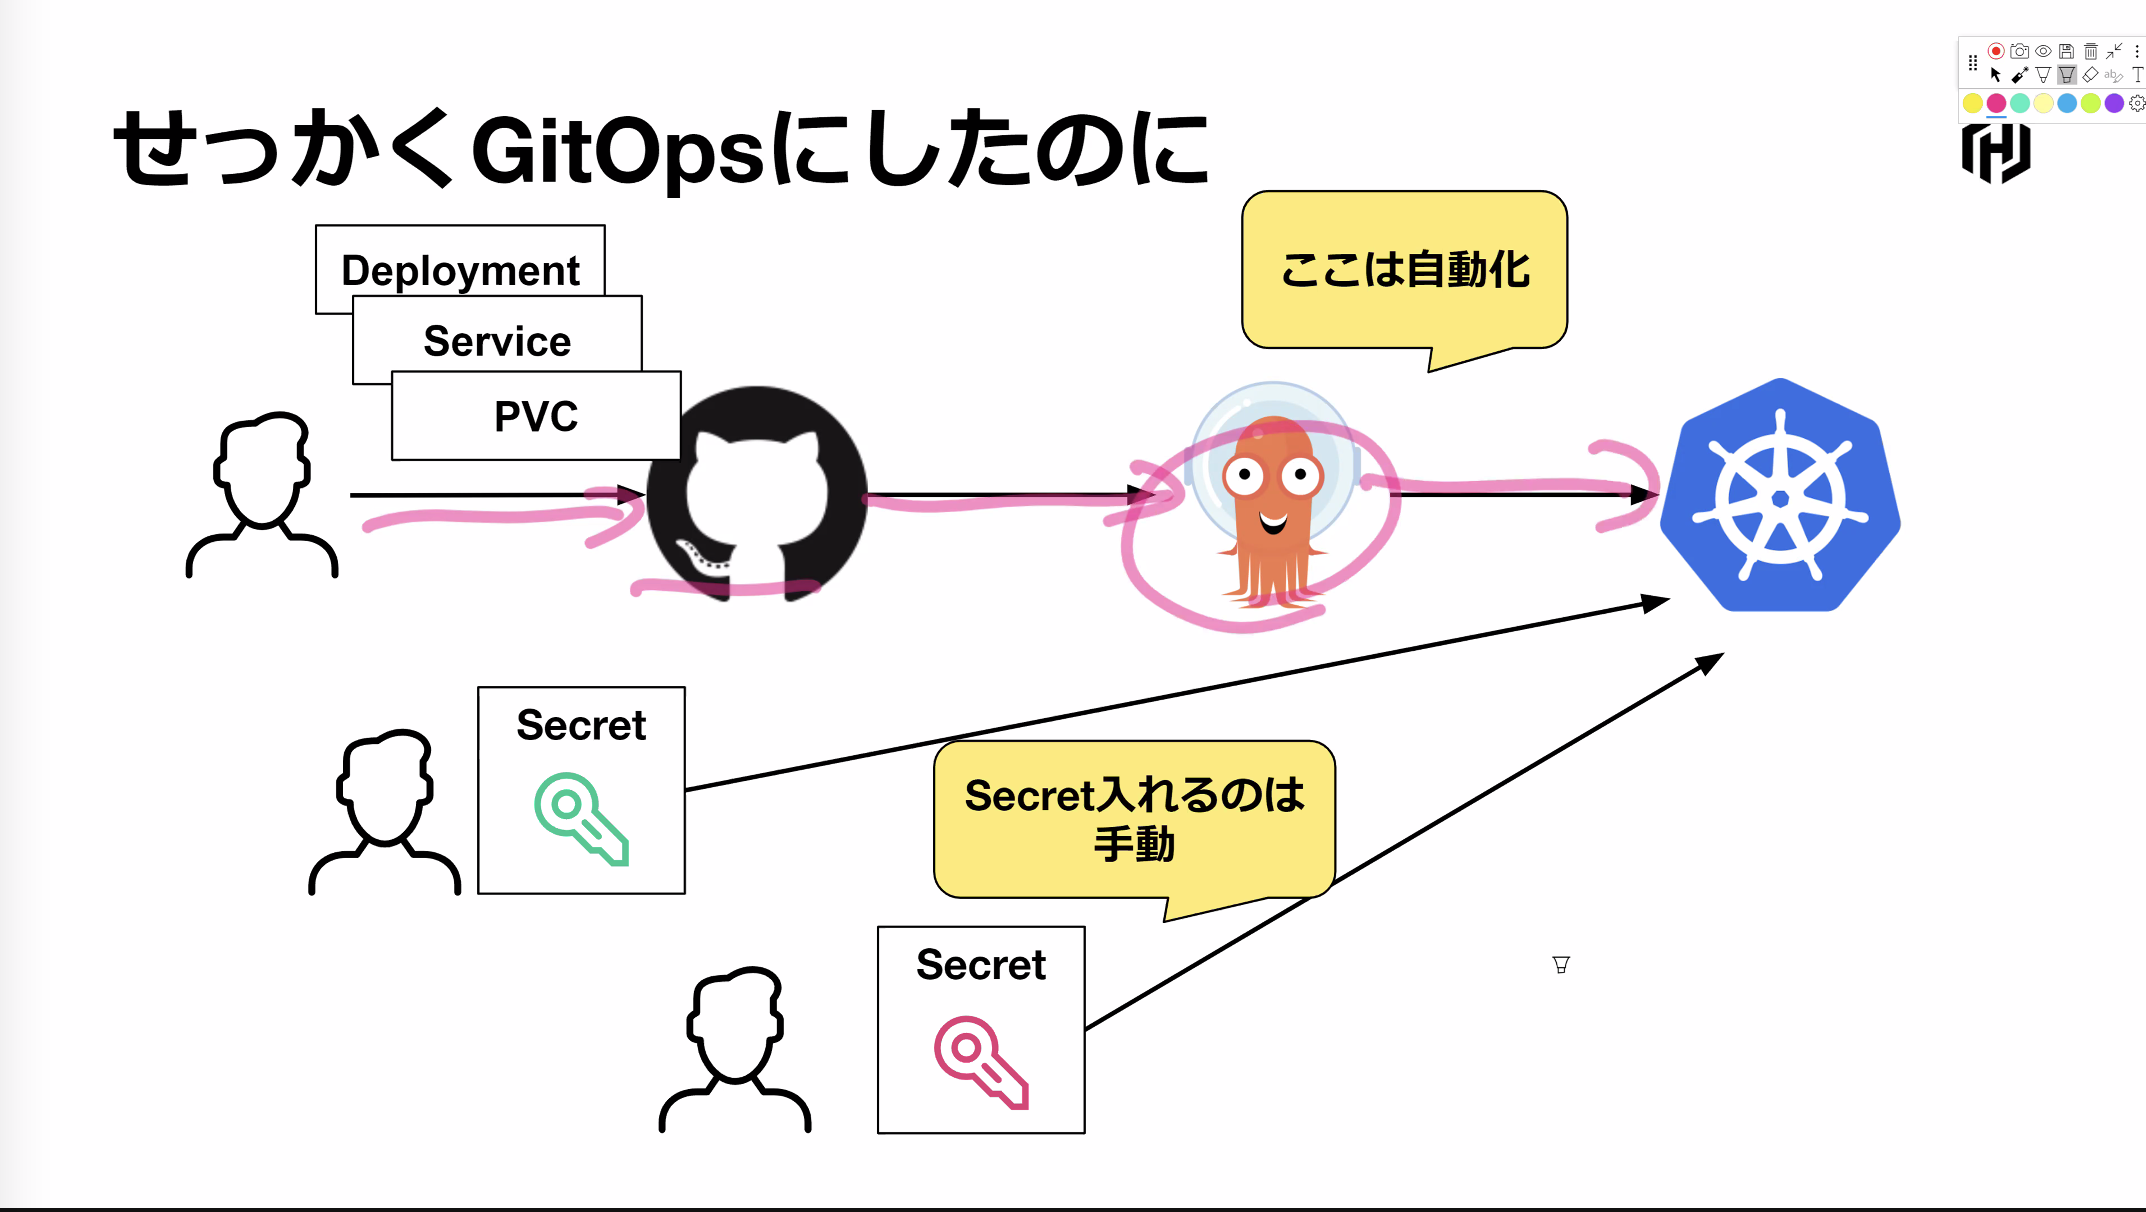 せっかくGitOpsにしたのに
Deployment
Service
PVC
ここは自動化
Secret
Secret入れるのは
手動
Secret